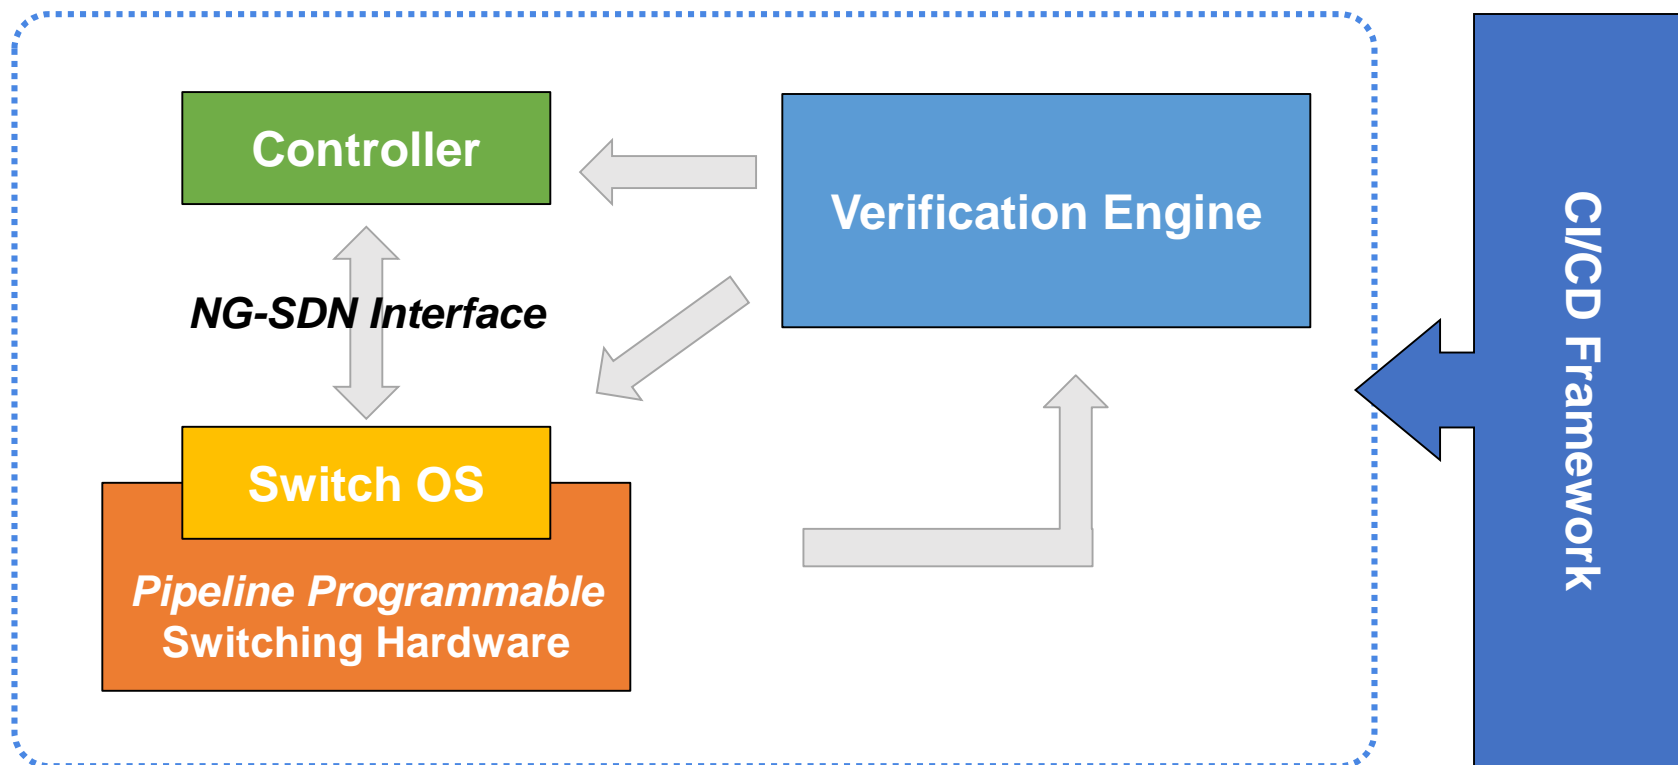 Controller
Verification Engine
NG-SDN Interface
Switch OS
Pipeline Programmable
Switching Hardware
CI/CD Framework